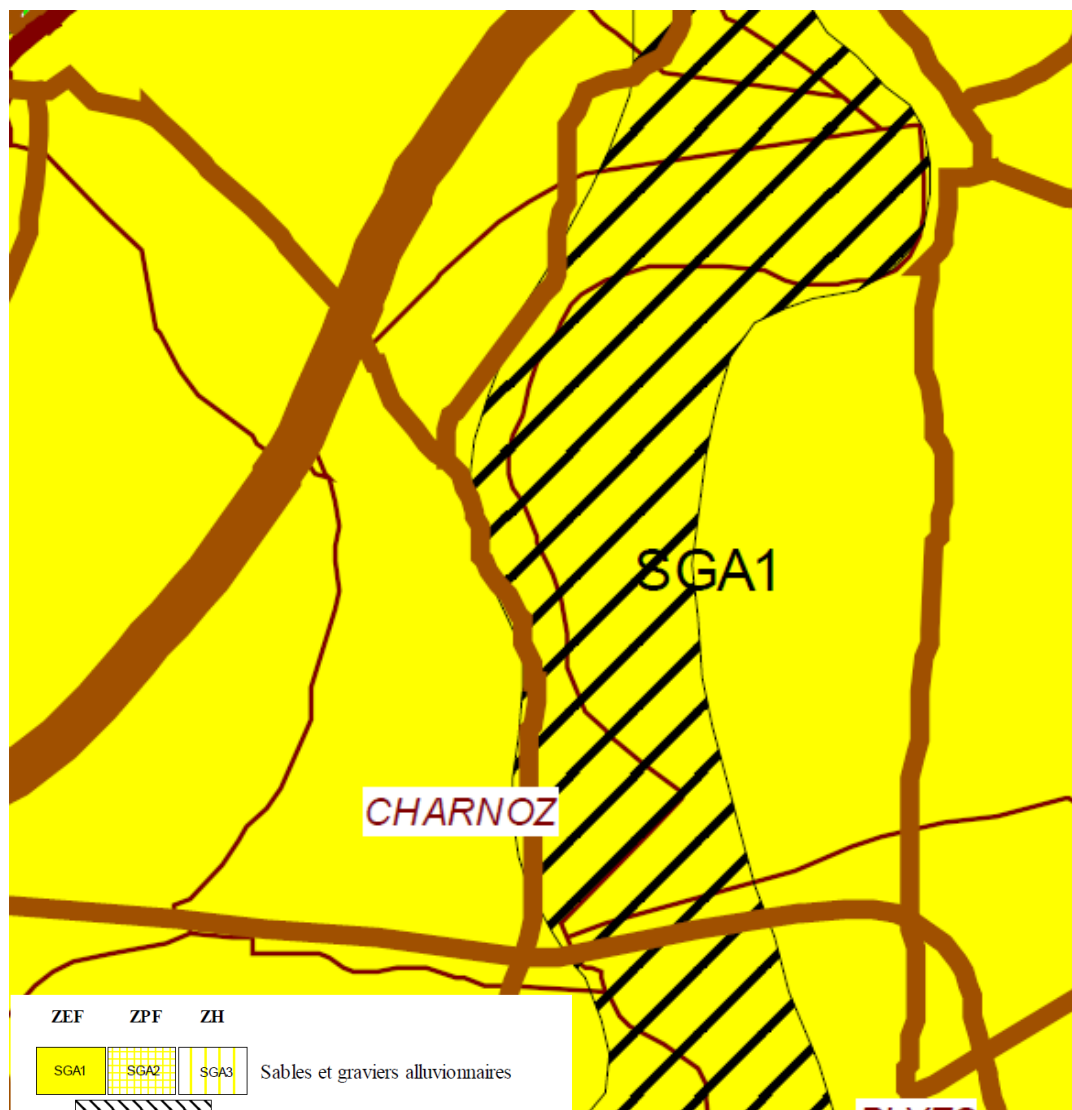 SGA1
CHARNOZ
ZEF ZPF ZH
SGA1 SGA2 SGA3 Sables et graviers alluvionnaires